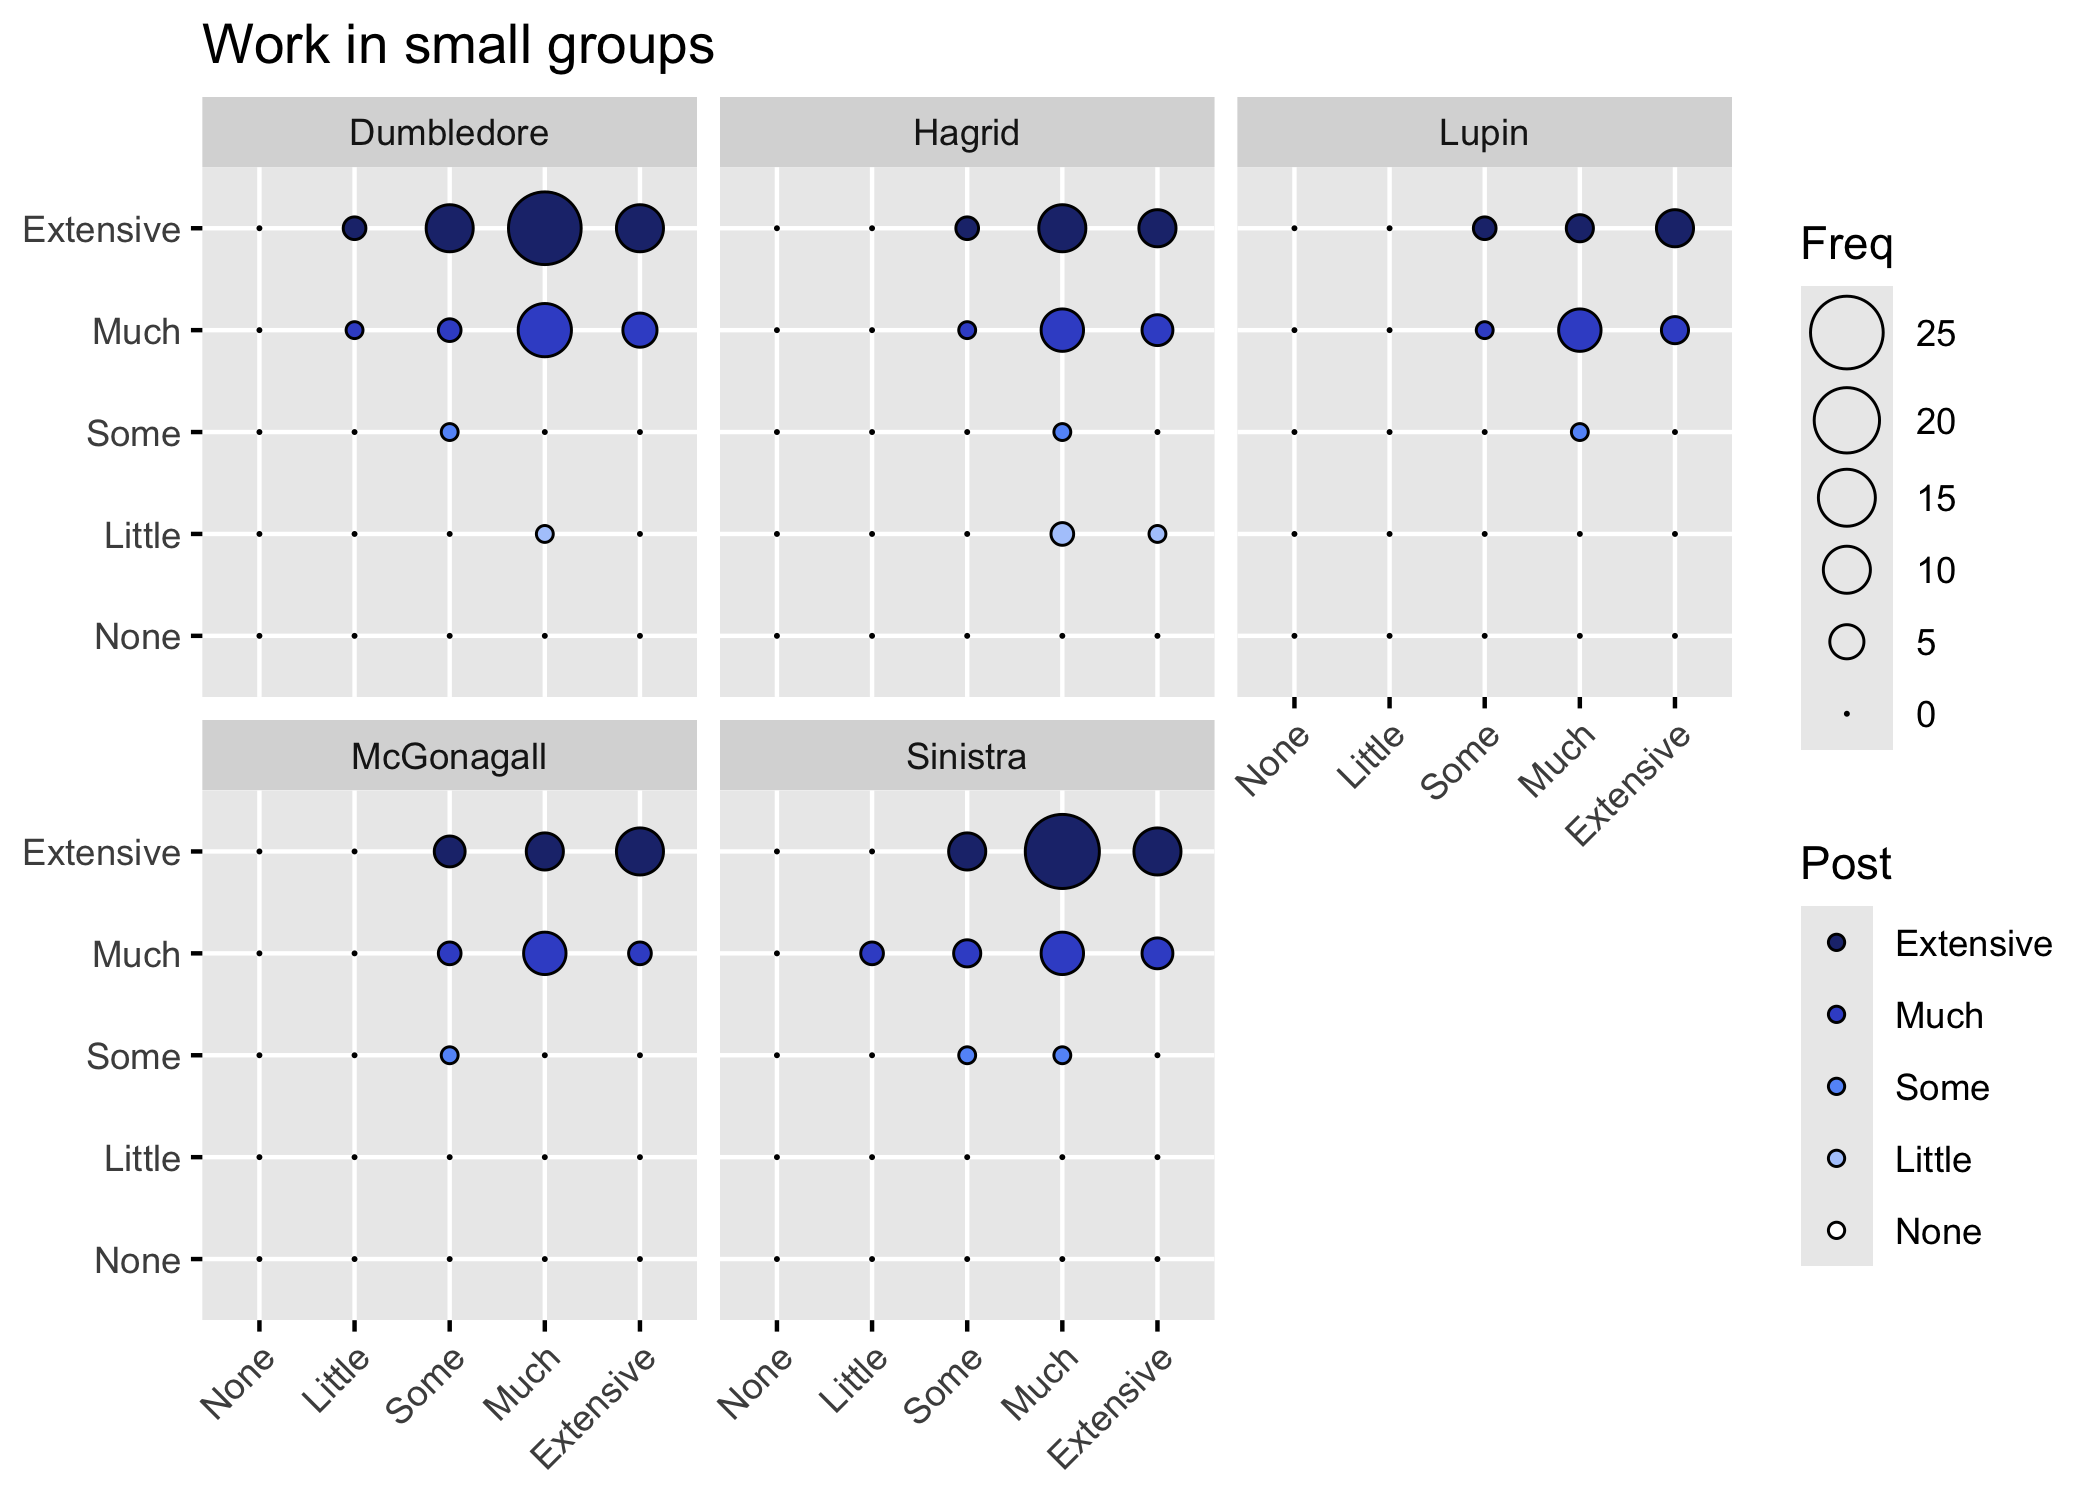 Work in small groups
Dumbledore
Hagrid
Lupin
Extensive
Much
Some
Little
None
None
Little
Some
Much
Extensive
McGonagall
Sinistra
Extensive
Much
Some
Little
None
None
Little
Some
Much
Extensive
None
Little
Some
Much
Extensive
Freq
25
20
15
10
5
0
Post
Extensive
Much
Some
Little
None